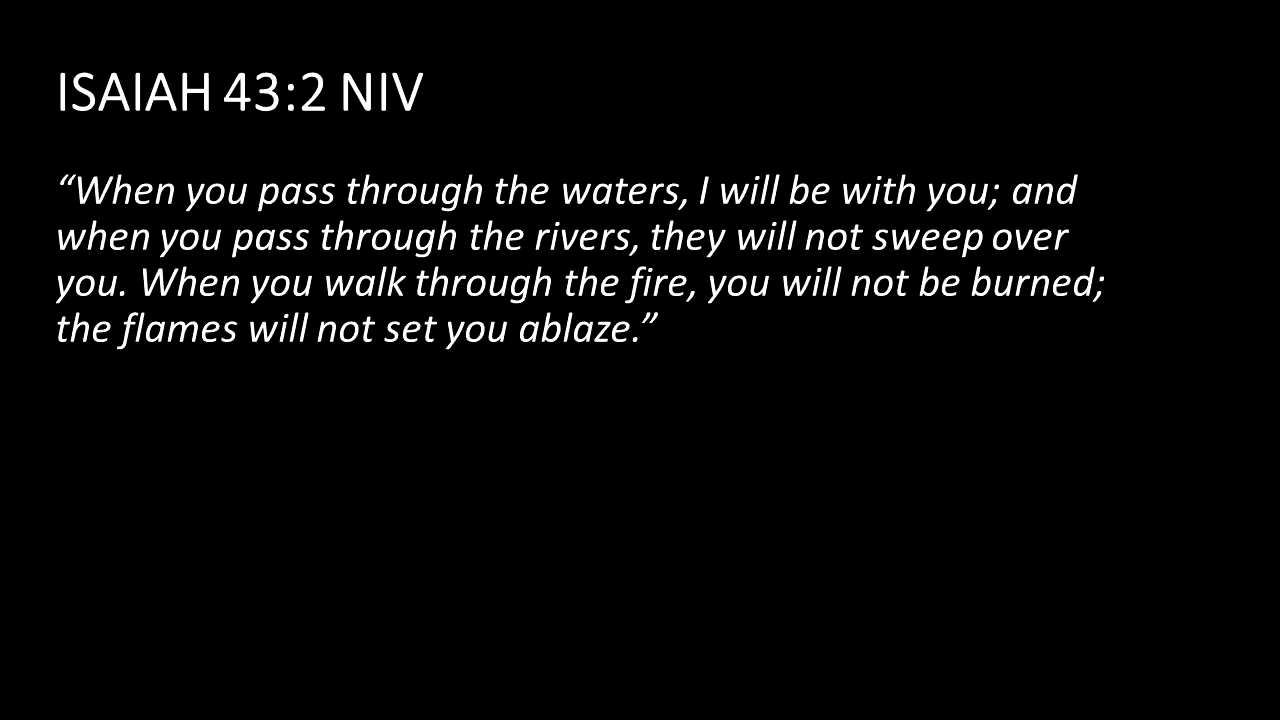 ISAIAH 43:2 NIV
“When you pass through the waters, I will be with you; and
when you pass through the rivers, they will not sweep over
you. When you walk through the fire, you will not be burned;
the flames will not set you ablaze.”